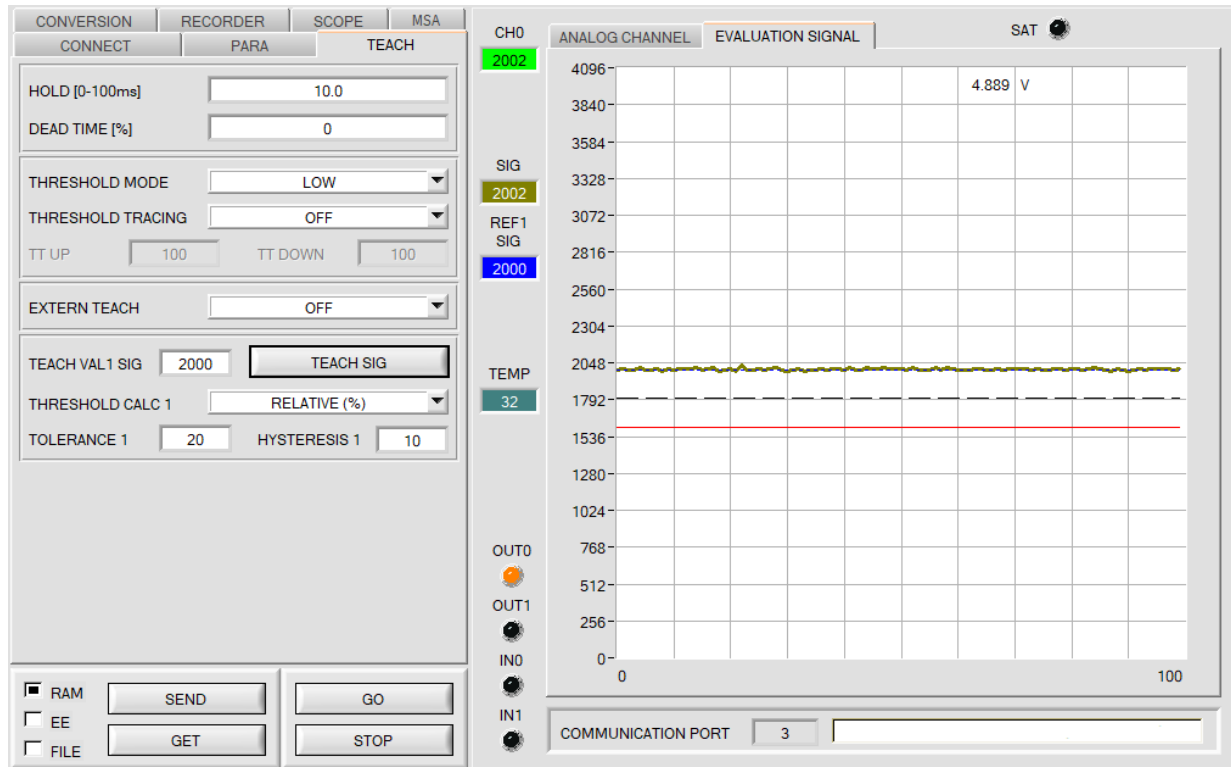 CONVERSION RECORDER SCOPE MSA
CONNECT PARA TEACH
HOLD [0-100ms] 10.0
DEAD TIME [%] 0
THRESHOLD MODE LOW
THRESHOLD TRACING OFF
TT UP 100 TT DOWN 100
EXTERN TEACH OFF
TEACH VAL1 SIG 2000 TEACH SIG
THRESHOLD CALC 1 RELATIVE (%)
TOLERANCE 1 20 HYSTERESIS 1 10
RAM SEND GO
EE
GET STOP
FILE
CH0
2002
SIG
2002
REF1
SIG
2000
TEMP
32
OUT0
OUT1
IN0
IN1
ANALOG CHANNEL EVALUATION SIGNAL SAT
4.889 V
4096
3840
3584
3328
3072
2816
2560
2304
2048
1792
1536
1280
1024
768
512
256
0
0 100
COMMUNICATION PORT 3